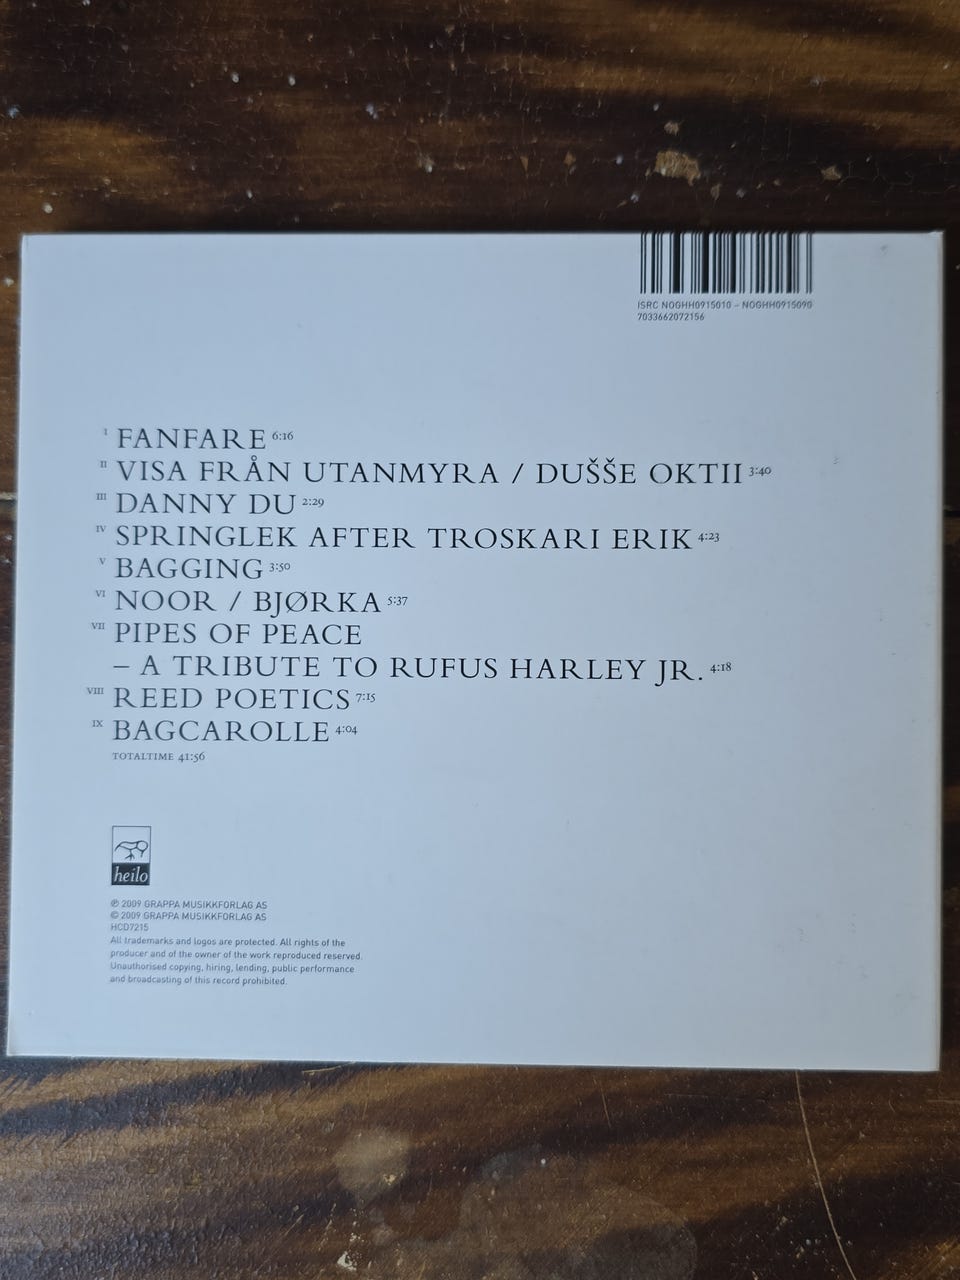 ISRC NOGHH0915010 – NOGHH0915090
7033662072156
I FANFARE 6:16
II VISA FRÅN UTANMYRA / DUŠŠE OKTII 3:40
III DANNY DU 2:29
IV SPRINGLEK AFTER TROSKARI ERIK 4:23
V BAGGING 3:50
VI NOOR / BJØRKA 5:37
VII PIPES OF PEACE
– A TRIBUTE TO RUFUS HARLEY JR. 4:18
VIII REED POETICS 7:15
IX BAGCAROLLE 4:04
TOTALTIME 41:56
heilo
℗ 2009 GRAPPA MUSIKKFORLAG AS
© 2009 GRAPPA MUSIKKFORLAG AS
HCD7215
All trademarks and logos are protected. All rights of the
producer and of the owner of the work reproduced reserved.
Unauthorised copying, hiring, lending, public performance
and broadcasting of this record prohibited.